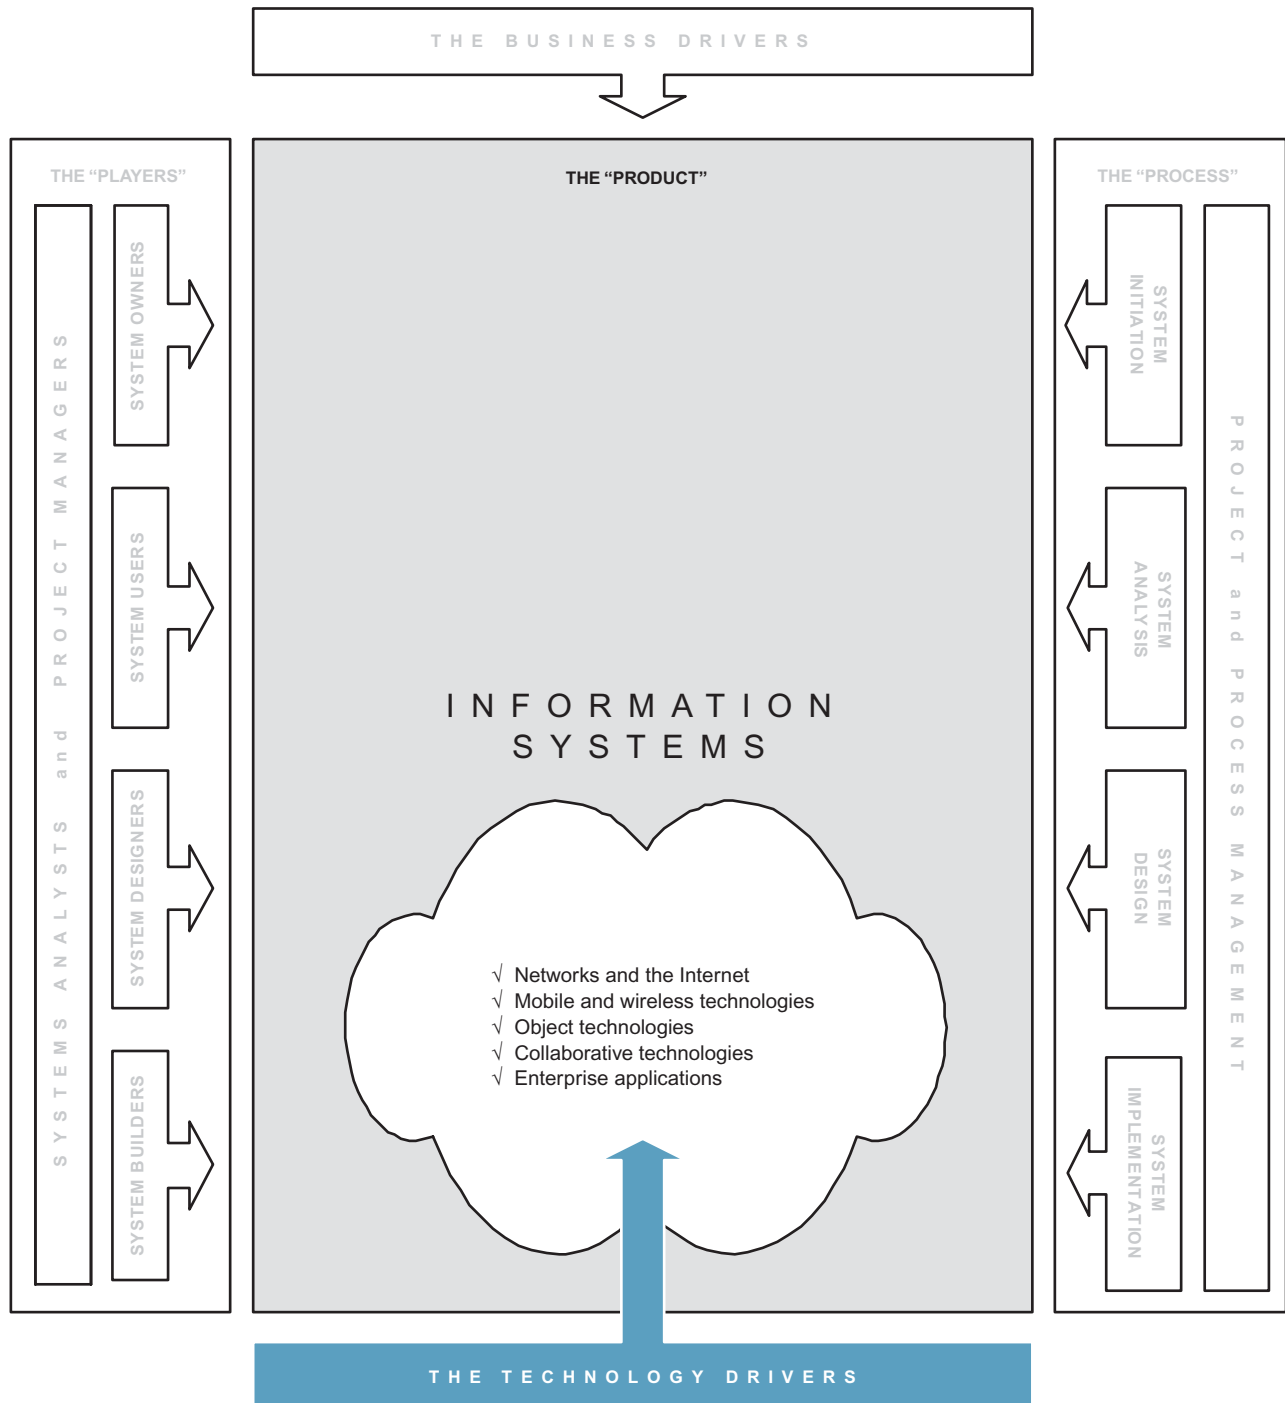 THE BUSINESS DRIVERS
THE “PLAYERS”
SYSTEMS ANALYSTS and PROJECT MANAGERS
SYSTEM OWNERS
SYSTEM USERS
SYSTEM DESIGNERS
SYSTEM BUILDERS
THE “PRODUCT”
INFORMATION
SYSTEMS
√ Networks and the Internet
√ Mobile and wireless technologies
√ Object technologies
√ Collaborative technologies
√ Enterprise applications
THE “PROCESS”
SYSTEM
INITIATION
SYSTEM
ANALYSIS
SYSTEM
DESIGN
SYSTEM
IMPLEMENTATION
PROJECT and PROCESS MANAGEMENT
THE TECHNOLOGY DRIVERS